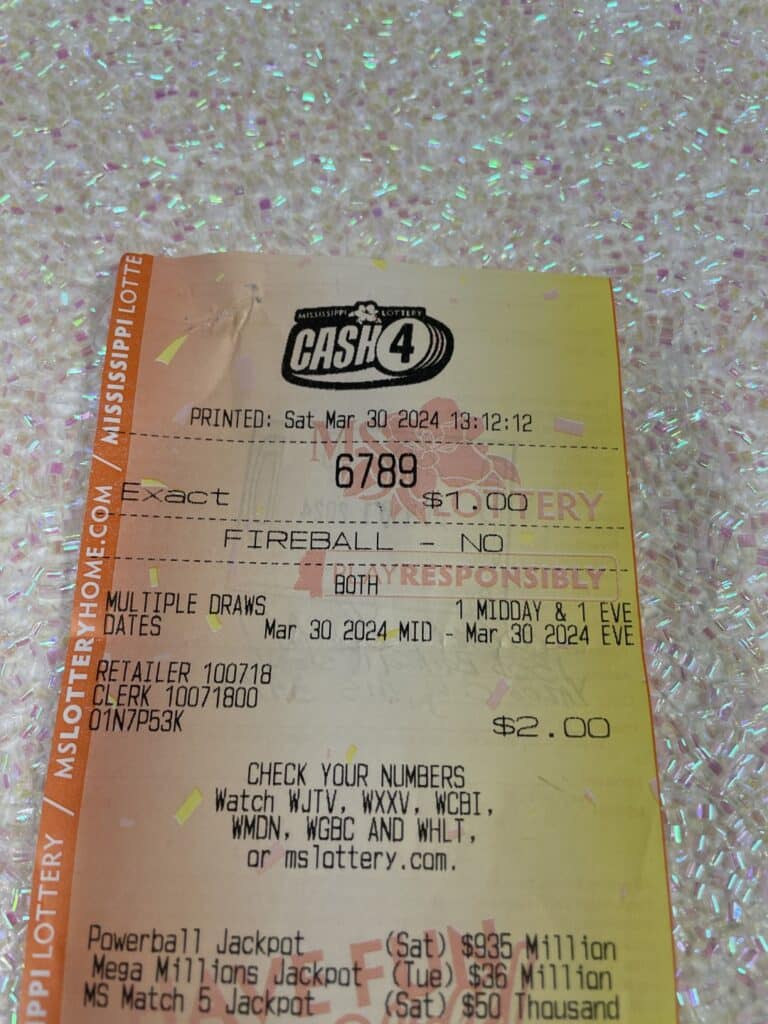 MISSISSIPPI LOTTERY
CASH 4
PRINTED: Sat Mar 30 2024 13:12:12
6789
Exact $1.00
MS LOTTERY
FIREBALL - NO
PLAY RESPONSIBLY
BOTH
MULTIPLE DRAWS 1 MIDDAY & 1 EVE
DATES Mar 30 2024 MID - Mar 30 2024 EVE
RETAILER 100718
CLERK 10071800
01N7P53K $2.00
CHECK YOUR NUMBERS
Watch WJTV, WXXV, WCBI,
WMDN, WGBC AND WHLT,
or mslottery.com.
Powerball Jackpot (Sat) $935 Million
Mega Millions Jackpot (Tue) $36 Million
MS Match 5 Jackpot (Sat) $50 Thousand
IPPI LOTTERY / MSLOTTERYHOME.COM / MISSISSIPPI LOTTE